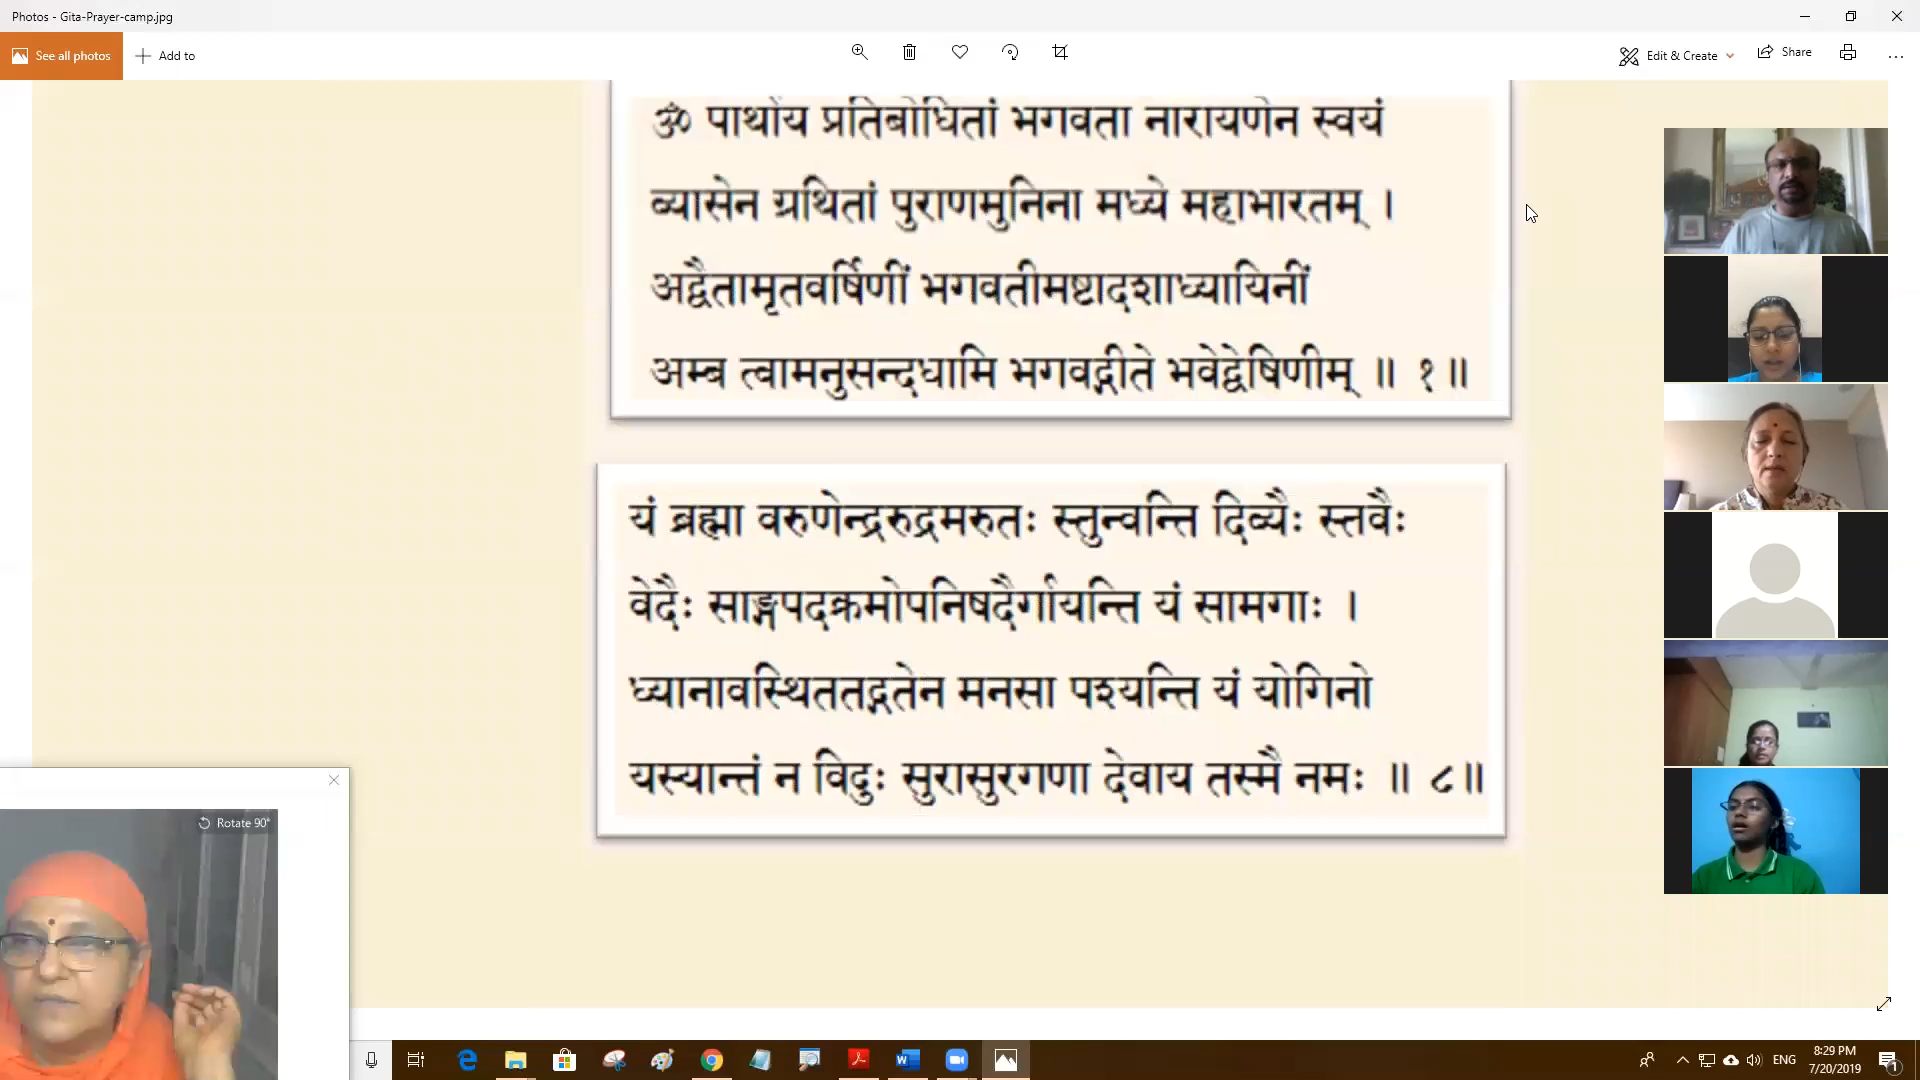 Photos - Gita-Prayer-camp.jpg
See all photos
Add to
Edit & Create
Share
ॐ पार्थाय प्रतिबोधितां भगवता नारायणेन स्वयं
व्यासेन ग्रथितां पुराणमुनिना मध्ये महाभारतम् ।
अद्वैतामृतवर्षिणीं भगवतीमष्टादशाध्यायिनीं
अम्ब त्वामनुसन्दधामि भगवद्गीते भवेद्वेषिणीम् ॥ १॥
यं ब्रह्मा वरुणेन्द्ररुद्रमरुतः स्तुन्वन्ति दिव्यैः स्तवैः
वेदैः साङ्गपदक्रमोपनिषदैर्गायन्ति यं सामगाः ।
ध्यानावस्थिततद्गतेन मनसा पश्यन्ति यं योगिनो
यस्यान्तं न विदुः सुरासुरगणा देवाय तस्मै नमः ॥ ८॥
Rotate 90°
ENG
8:29 PM
7/20/2019
1